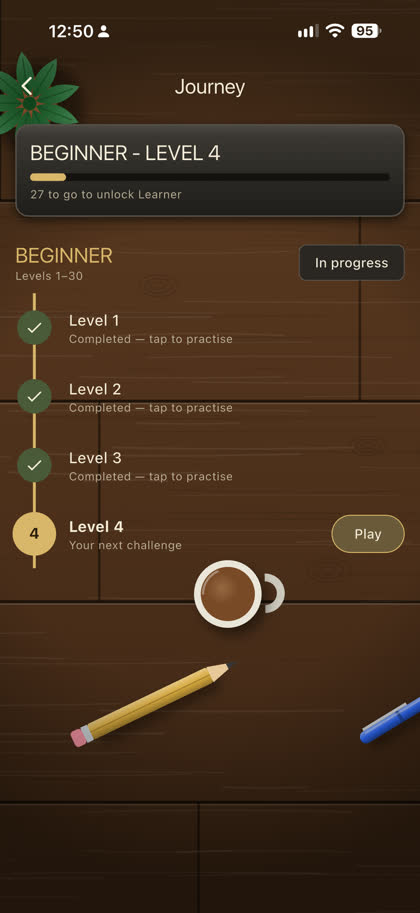 12:50
95
Journey
BEGINNER - LEVEL 4
27 to go to unlock Learner
BEGINNER
Levels 1–30
In progress
Level 1
Completed — tap to practise
Level 2
Completed — tap to practise
Level 3
Completed — tap to practise
4
Level 4
Your next challenge
Play